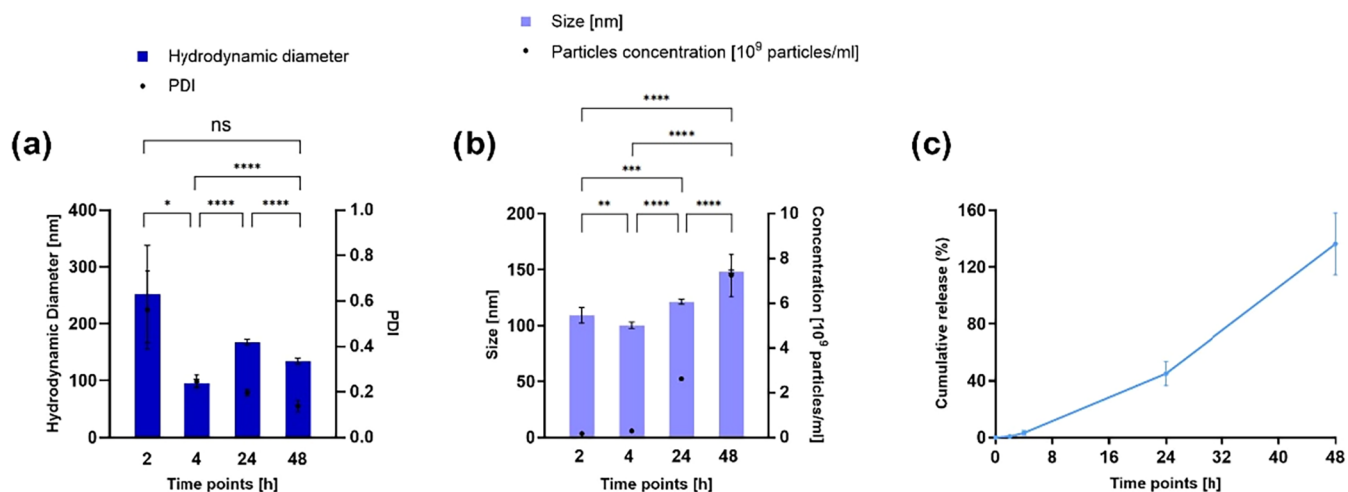 Hydrodynamic diameter
PDI
ns
(a)
****
* **** ****
400
300
200
100
0
Hydrodynamic Diameter [nm]
1.0
0.8
0.6
0.4
0.2
0.0
PDI
2 4 24 48
Time points [h]
Size [nm]
Particles concentration [10⁹ particles/ml]
****
(b)
****
***
** **** ****
200
150
100
50
0
Size [nm]
10
8
6
4
2
0
Concentration [10⁹ particles/ml]
2 4 24 48
Time points [h]
(c)
160
120
80
40
0
Cumulative release (%)
0 8 16 24 32 40 48
Time points [h]